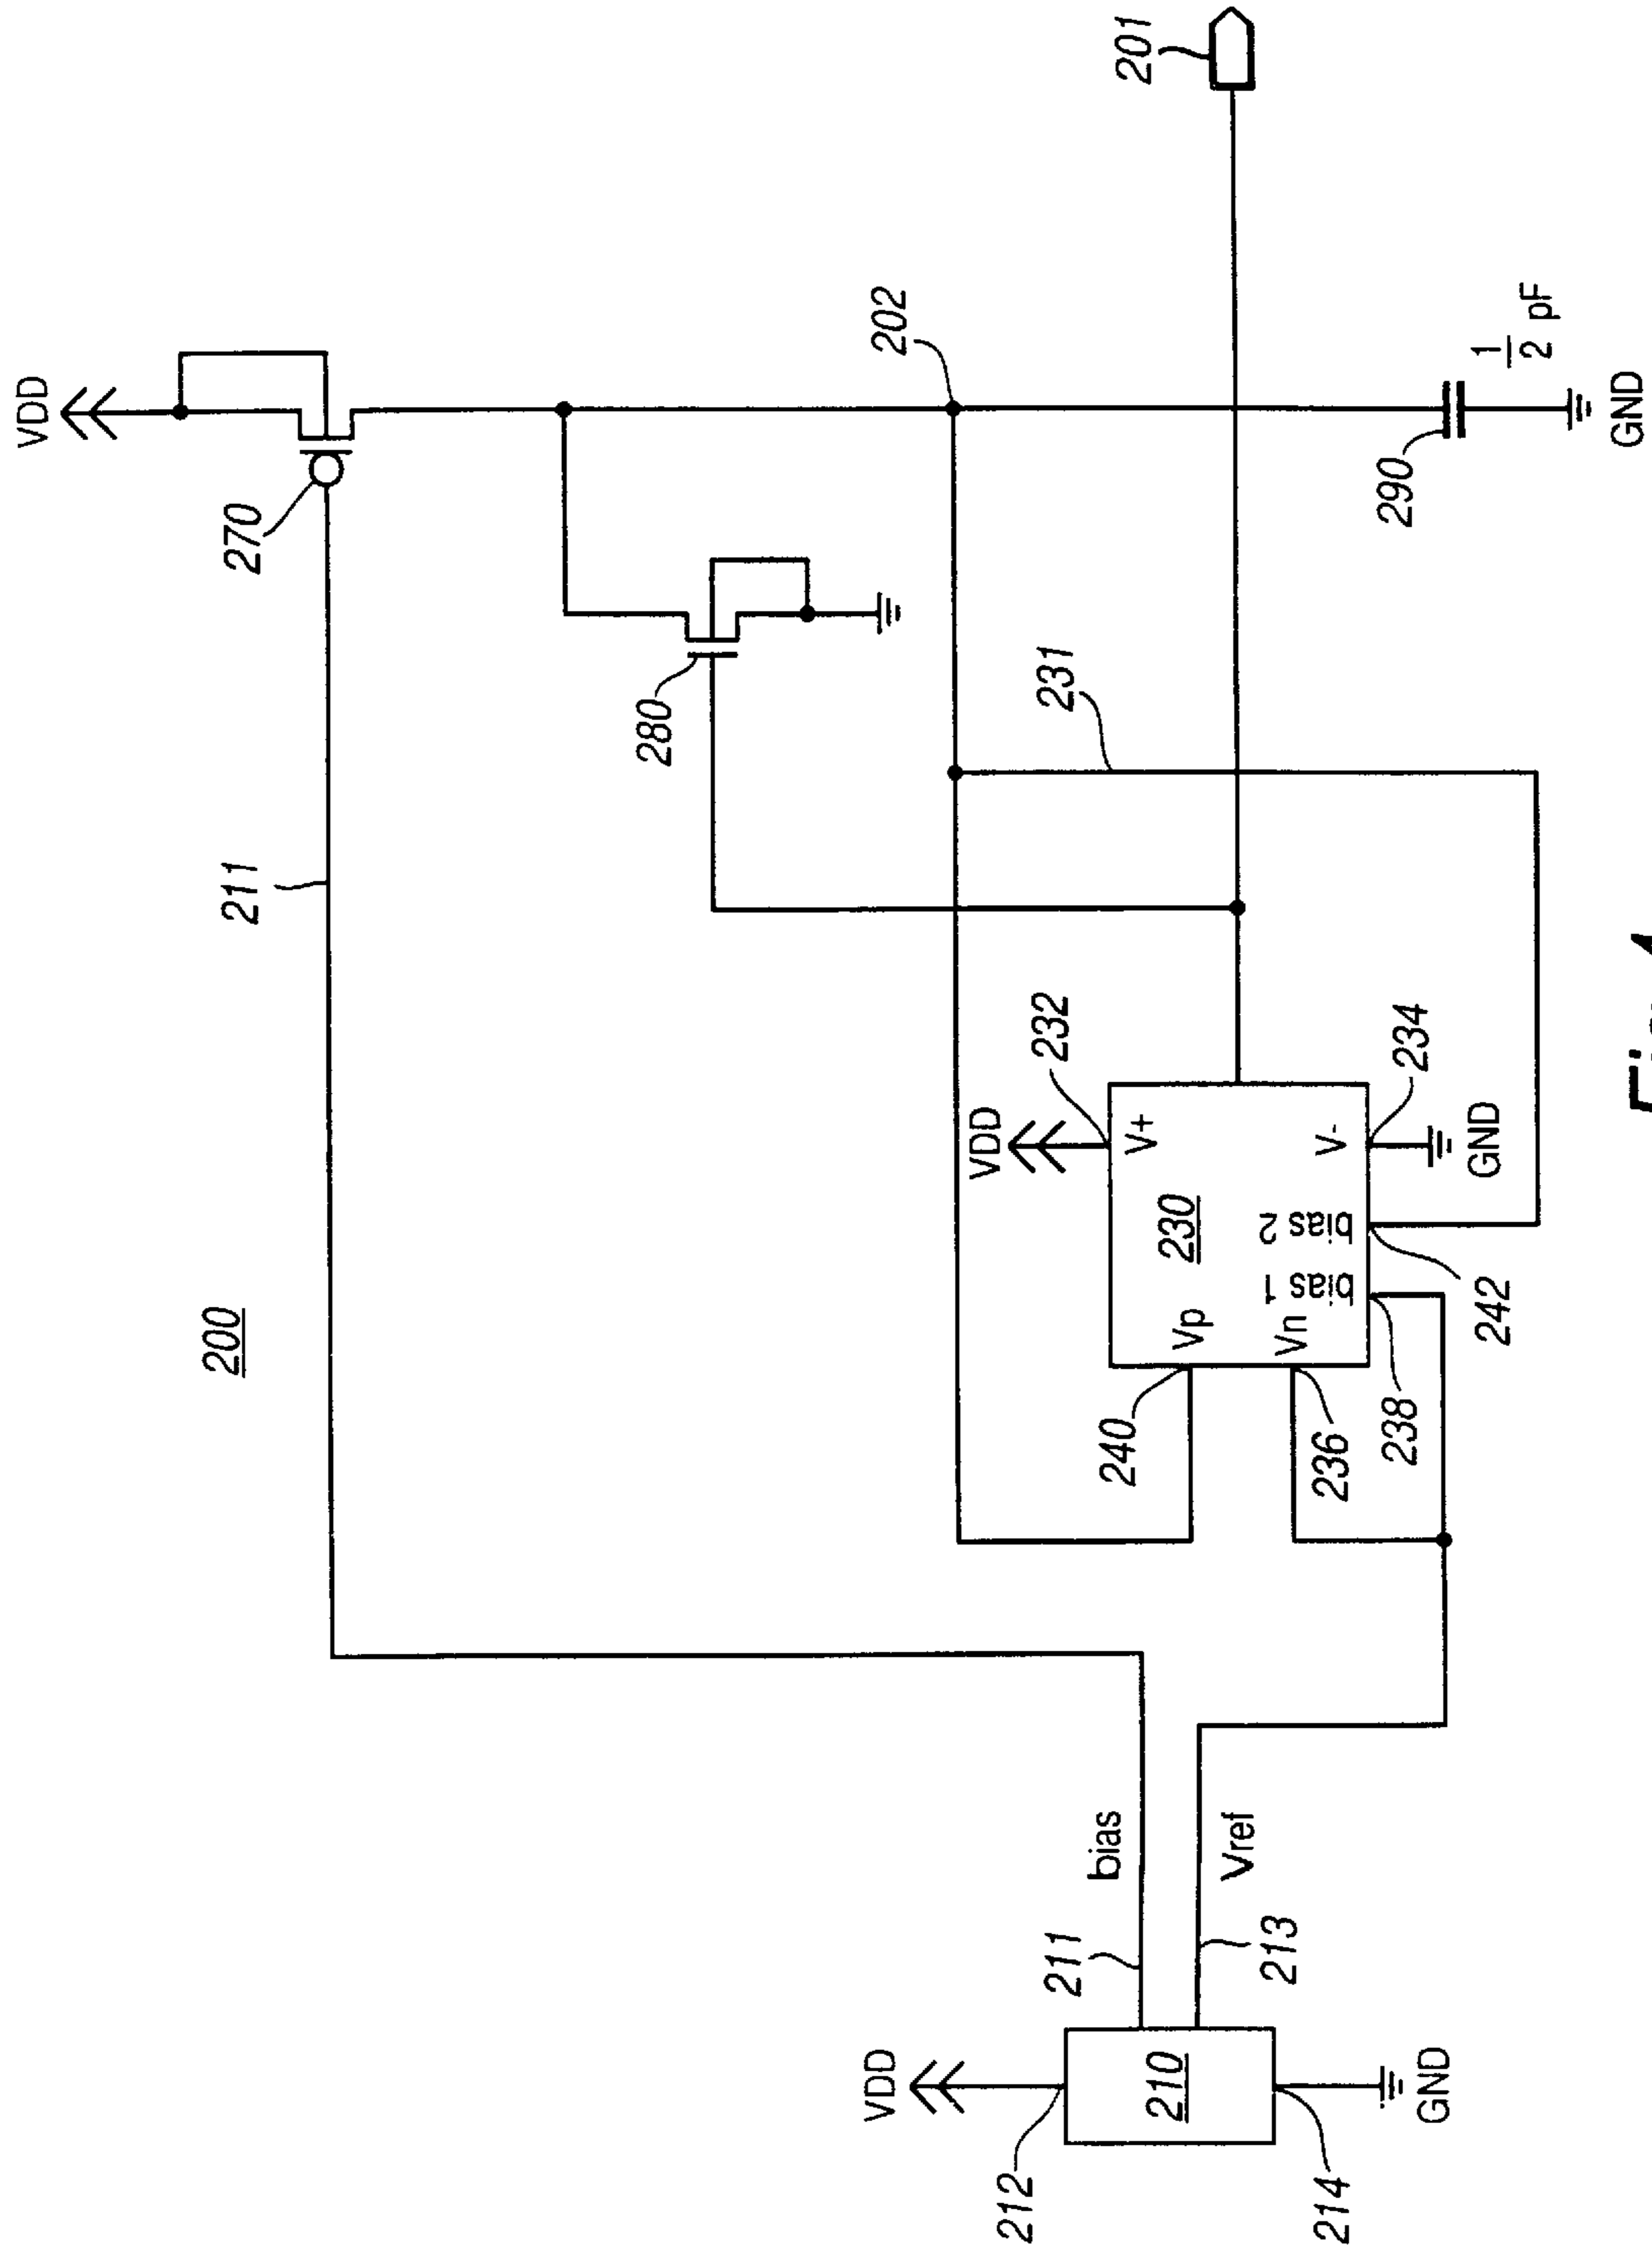 200
VDD
270
211
280
202
201
231
VDD
232
V+
230
Vp
Vn
bias 1
bias 2
V-
240
236
238
242
234
GND
290
1
2
pF
GND
VDD
212
210
211
bias
Vref
213
214
GND